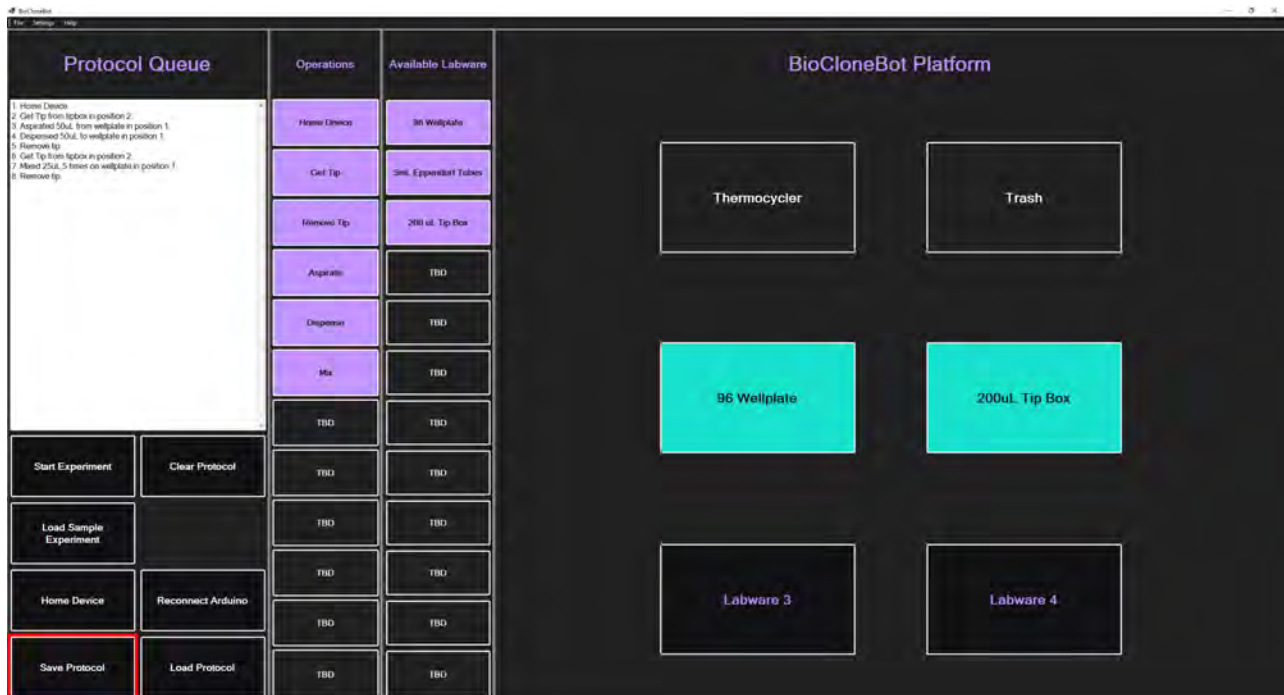 BioCloneBot
File Settings Help
Protocol Queue
1. Home Device
2. Get Tip from tipbox in position 2.
3. Aspirated 50uL from wellplate in position 1.
4. Dispensed 50uL to wellplate in position 1.
5. Remove tip.
6. Get Tip from tipbox in position 2.
7. Mixed 25uL 5 times on wellplate in position 1.
8. Remove tip.
Start Experiment
Clear Protocol
Load Sample
Experiment
Home Device
Reconnect Arduino
Save Protocol
Load Protocol
Operations
Home Device
Get Tip
Remove Tip
Aspirate
Dispense
Mix
TBD
TBD
TBD
TBD
TBD
TBD
Available Labware
96 Wellplate
5mL Eppendorf Tubes
200 uL Tip Box
TBD
TBD
TBD
TBD
TBD
TBD
TBD
TBD
TBD
BioCloneBot Platform
Thermocycler
Trash
96 Wellplate
200uL Tip Box
Labware 3
Labware 4